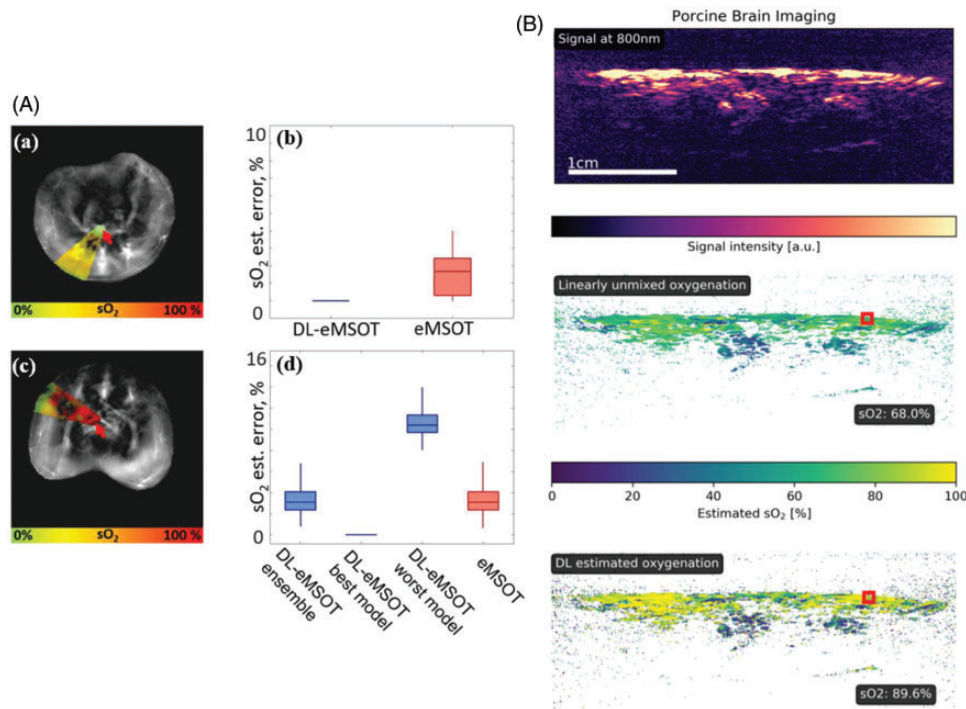 (A)
(a)
0% sO₂ 100 %
(b)
10
sO₂ est. error, %
0
DL-eMSOT eMSOT
(c)
0% sO₂ 100 %
(d)
16
sO₂ est. error, %
0
DL-eMSOT
ensemble
DL-eMSOT
best model
DL-eMSOT
worst model
eMSOT
(B)
Porcine Brain Imaging
Signal at 800nm
1cm
Signal intensity [a.u.]
Linearly unmixed oxygenation
sO2: 68.0%
0 20 40 60 80 100
Estimated sO₂ [%]
DL estimated oxygenation
sO2: 89.6%